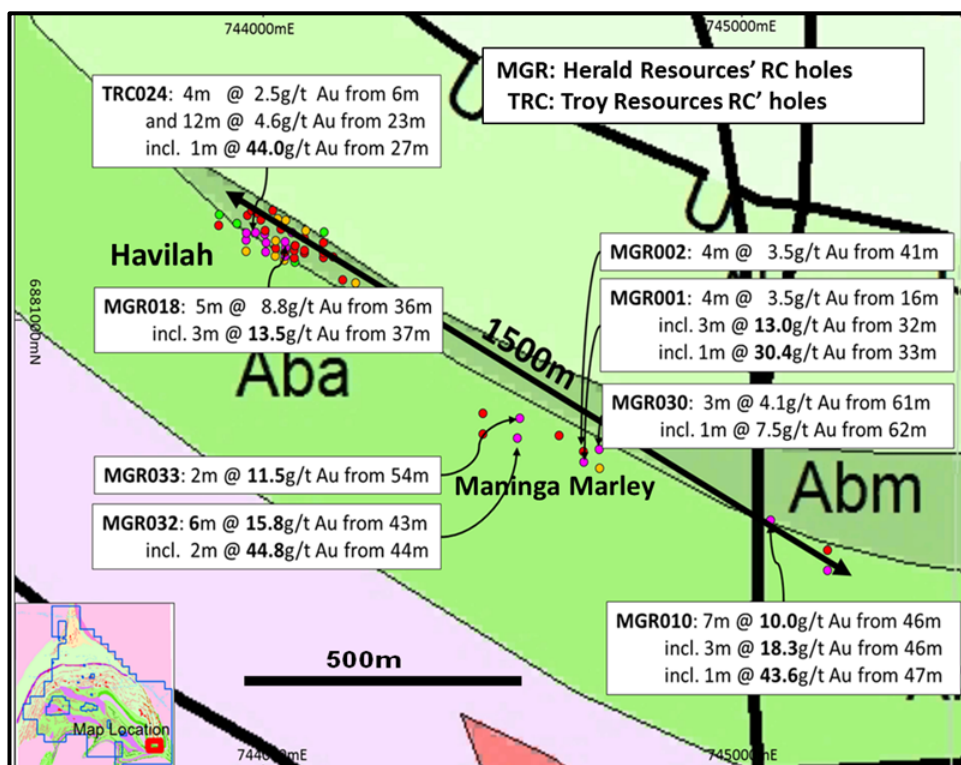 744000mE
745000mE
MGR: Herald Resources' RC holes
TRC: Troy Resources RC' holes
TRC024: 4m @ 2.5g/t Au from 6m
and 12m @ 4.6g/t Au from 23m
incl. 1m @ 44.0g/t Au from 27m
Havilah
6881000mN
MGR018: 5m @ 8.8g/t Au from 36m
incl. 3m @ 13.5g/t Au from 37m
MGR002: 4m @ 3.5g/t Au from 41m
MGR001: 4m @ 3.5g/t Au from 16m
incl. 3m @ 13.0g/t Au from 32m
incl. 1m @ 30.4g/t Au from 33m
1500m
Aba
MGR030: 3m @ 4.1g/t Au from 61m
incl. 1m @ 7.5g/t Au from 62m
MGR033: 2m @ 11.5g/t Au from 54m
Maninga Marley
Abm
MGR032: 6m @ 15.8g/t Au from 43m
incl. 2m @ 44.8g/t Au from 44m
MGR010: 7m @ 10.0g/t Au from 46m
incl. 3m @ 18.3g/t Au from 46m
incl. 1m @ 43.6g/t Au from 47m
500m
Map Location
744000mE
745000mE